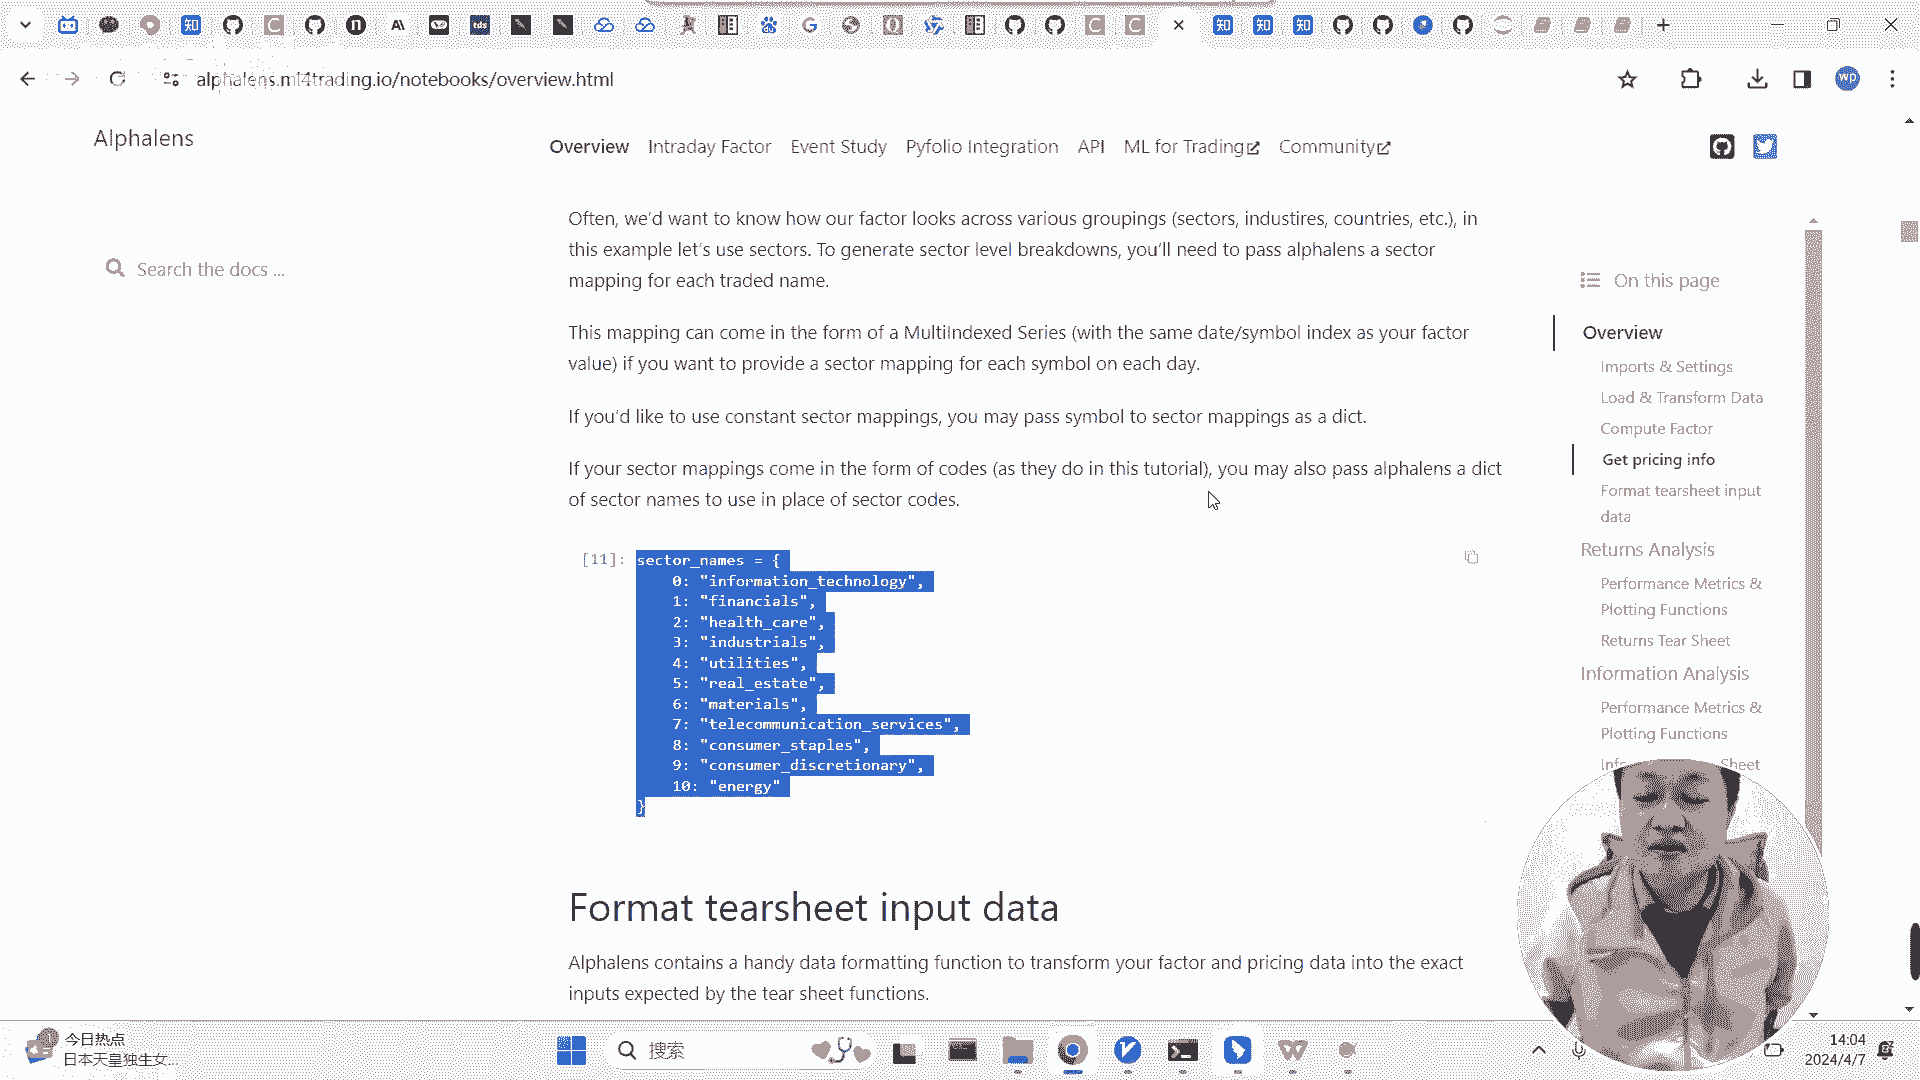 知
tds
知
知
知
alphalens.ml4trading.io/notebooks/overview.html
wp
Alphalens
Overview Intraday Factor Event Study Pyfolio Integration API ML for Trading Community
Search the docs ...
Often, we'd want to know how our factor looks across various groupings (sectors, industires, countries, etc.), in
this example let's use sectors. To generate sector level breakdowns, you'll need to pass alphalens a sector
mapping for each traded name.
This mapping can come in the form of a MultiIndexed Series (with the same date/symbol index as your factor
value) if you want to provide a sector mapping for each symbol on each day.
If you'd like to use constant sector mappings, you may pass symbol to sector mappings as a dict.
If your sector mappings come in the form of codes (as they do in this tutorial), you may also pass alphalens a dict
of sector names to use in place of sector codes.
[11]:
sector_names = {
0: "information_technology",
1: "financials",
2: "health_care",
3: "industrials",
4: "utilities",
5: "real_estate",
6: "materials",
7: "telecommunication_services",
8: "consumer_staples",
9: "consumer_discretionary",
10: "energy"
}
Format tearsheet input data
Alphalens contains a handy data formatting function to transform your factor and pricing data into the exact
inputs expected by the tear sheet functions.
On this page
Overview
Imports & Settings
Load & Transform Data
Compute Factor
Get pricing info
Format tearsheet input
data
Returns Analysis
Performance Metrics &
Plotting Functions
Returns Tear Sheet
Information Analysis
Performance Metrics &
Plotting Functions
Sheet
今日热点
日本天皇独生女...
搜索
14:04
2024/4/7